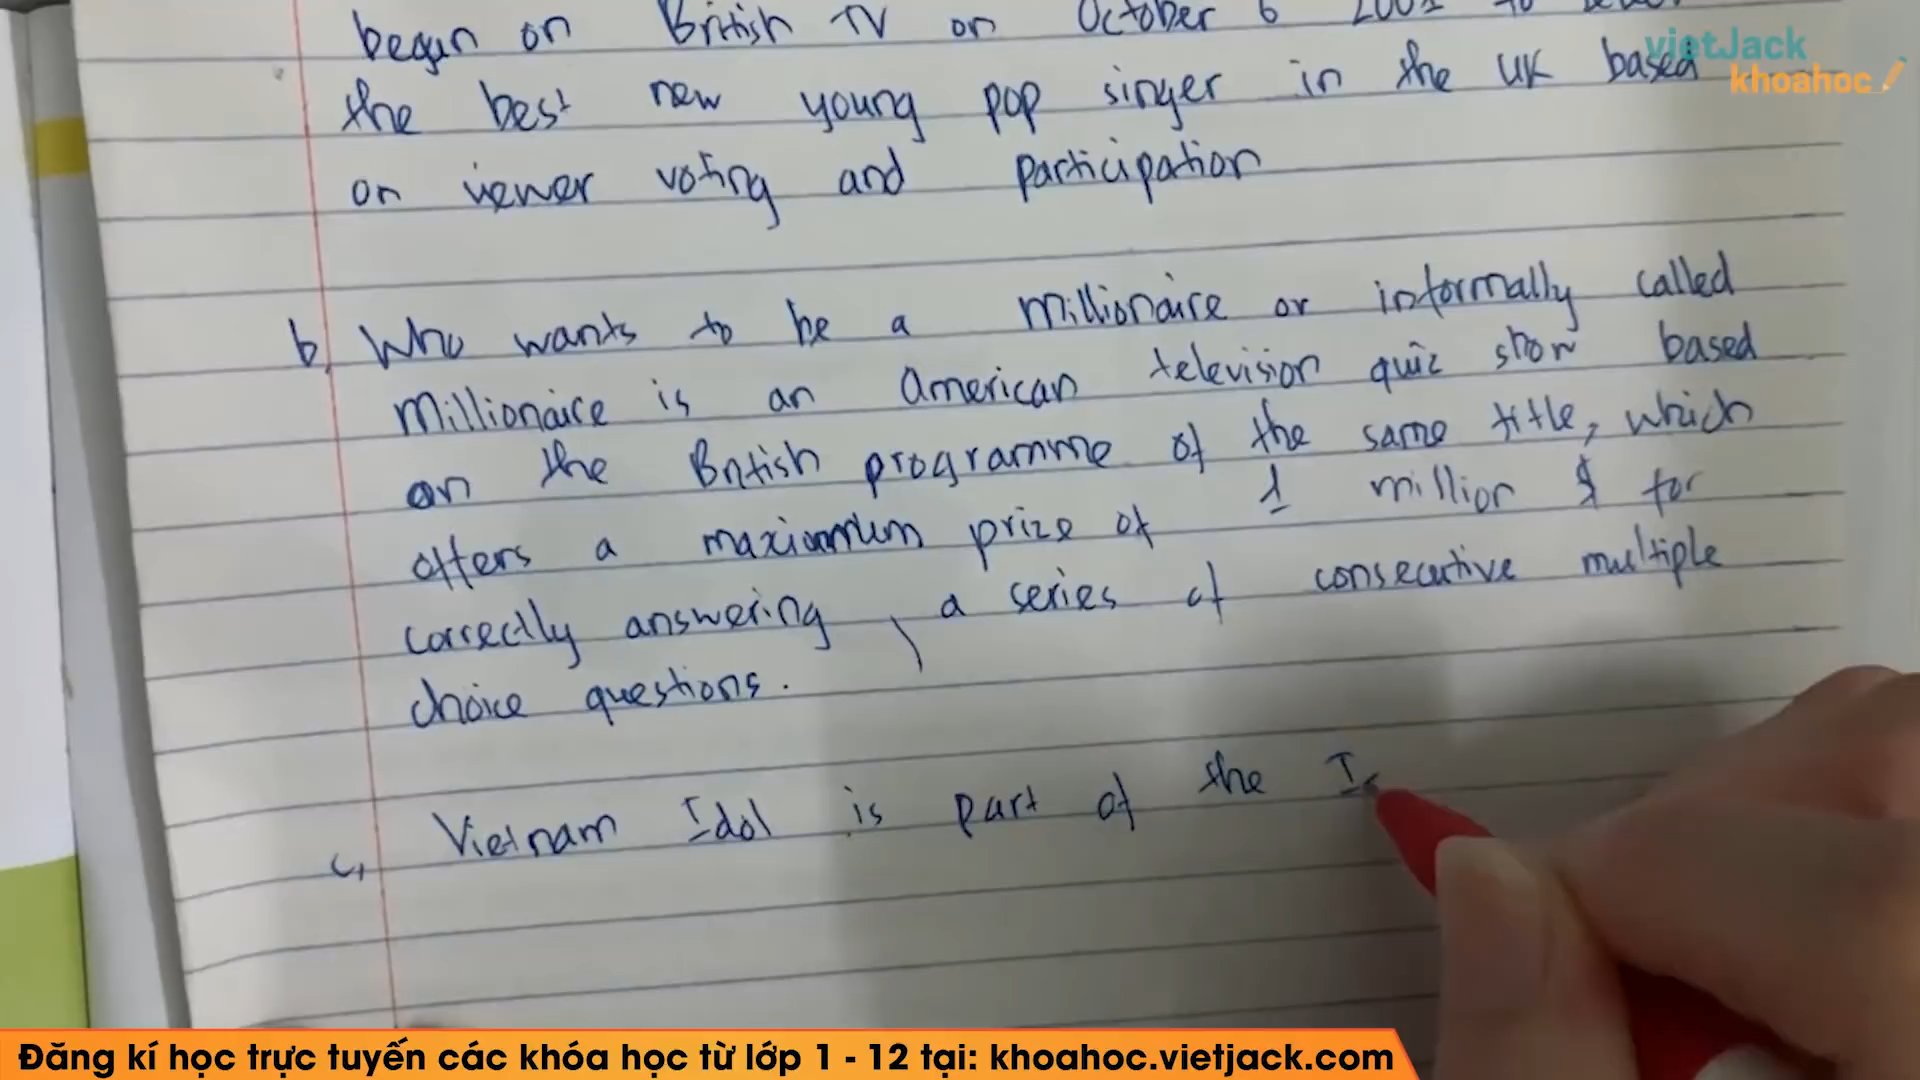 begun on British TV on October 6 2001 to
vietJack
khoahoc
the best new young pop singer in the UK based
on viewer voting and participation
b, Who wants to be a millionaire or informally called
millionaire is an American television quiz show based
on the British programme of the same title, which
offers a maximum prize of 1 million $ for
correctly answering a series of consecutive multiple
choice questions.
c, Vietnam Idol is part of the
Đăng kí học trực tuyến các khóa học từ lớp 1 - 12 tại: khoahoc.vietjack.com